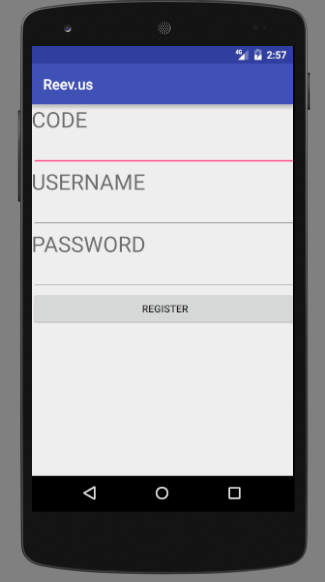 4G 2:57
Reev.us
CODE
USERNAME
PASSWORD
REGISTER